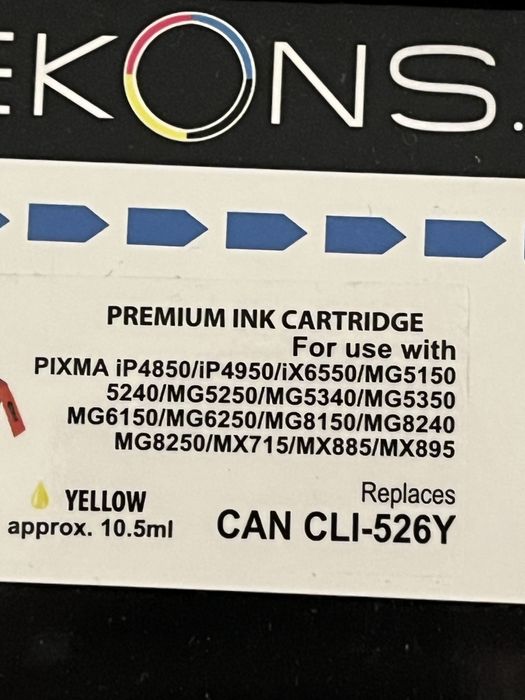 EKONS.
PREMIUM INK CARTRIDGE
For use with
PIXMA iP4850/iP4950/iX6550/MG5150
5240/MG5250/MG5340/MG5350
MG6150/MG6250/MG8150/MG8240
MG8250/MX715/MX885/MX895
YELLOW
approx. 10.5ml
Replaces
CAN CLI-526Y